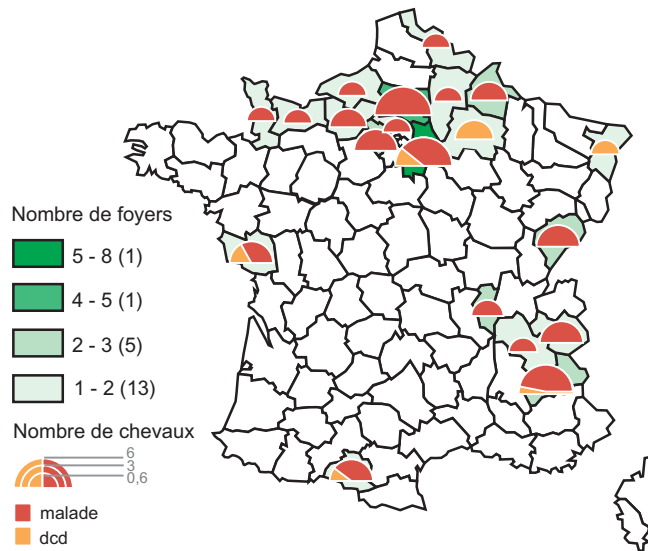 Nombre de foyers
5 - 8 (1)
4 - 5 (1)
2 - 3 (5)
1 - 2 (13)
Nombre de chevaux
6
3
0,6
malade
dcd